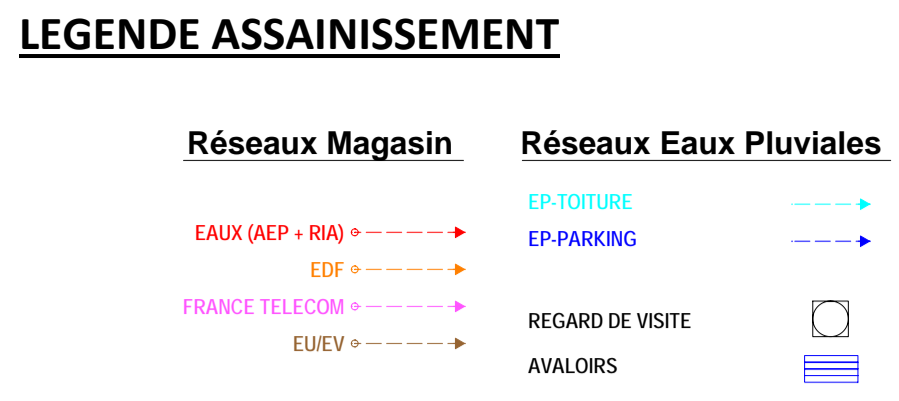 LEGENDE ASSAINISSEMENT
Réseaux Magasin
EAUX (AEP + RIA)
EDF
FRANCE TELECOM
EU/EV
Réseaux Eaux Pluviales
EP-TOITURE
EP-PARKING
REGARD DE VISITE
AVALOIRS